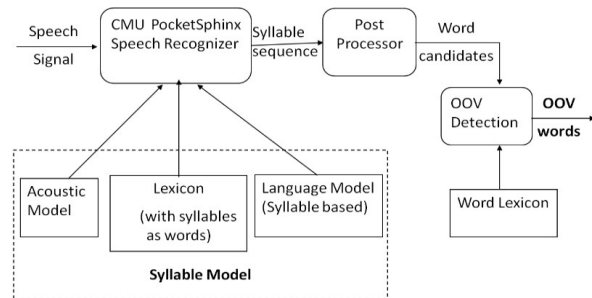 Speech
Signal
CMU PocketSphinx
Speech Recognizer
Syllable
sequence
Post
Processor
Word
candidates
OOV
Detection
OOV
words
Acoustic
Model
Lexicon
(with syllables
as words)
Language Model
(Syllable based)
Word Lexicon
Syllable Model